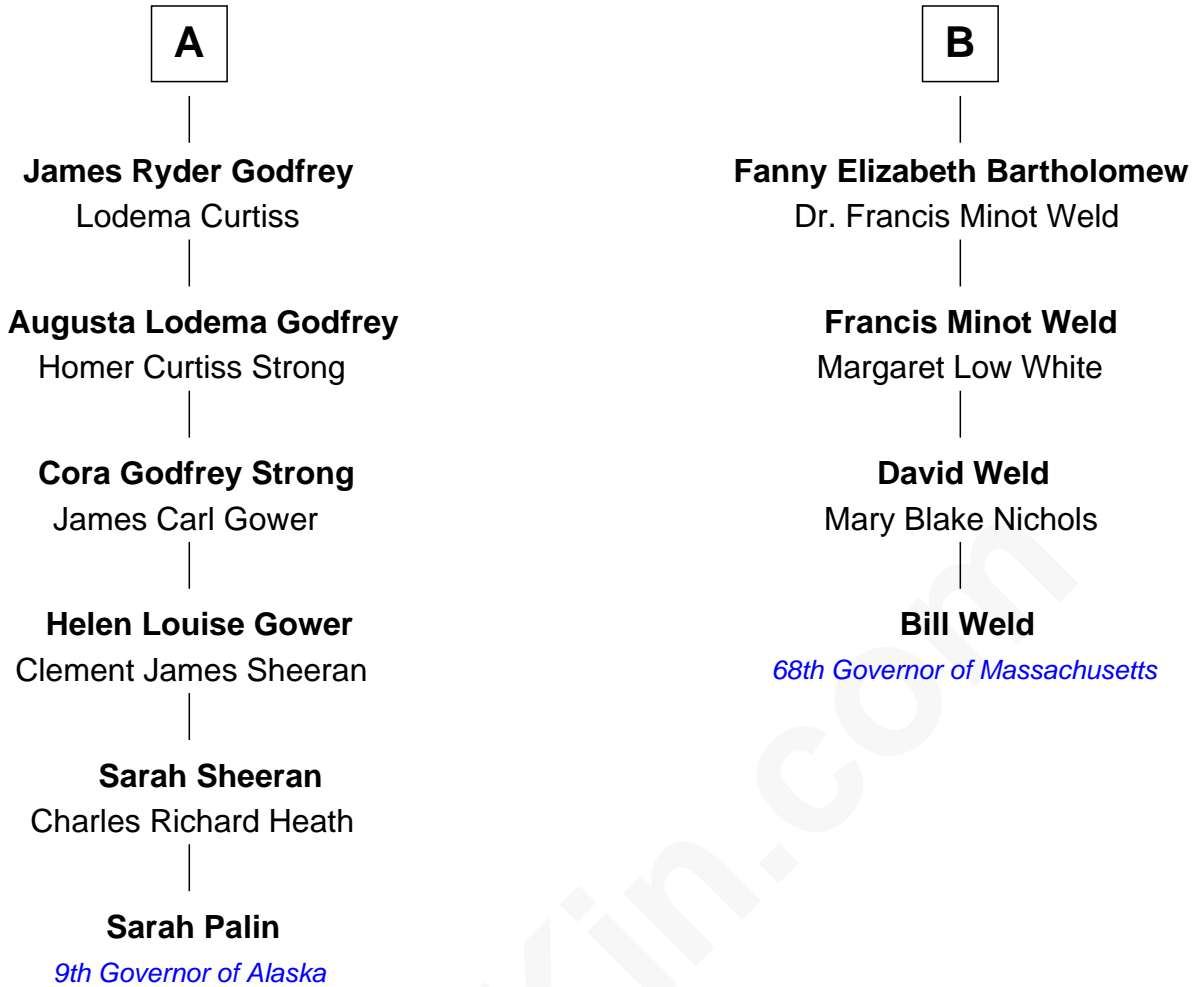 A
James Ryder Godfrey
Lodema Curtiss
Augusta Lodema Godfrey
Homer Curtiss Strong
Cora Godfrey Strong
James Carl Gower
Helen Louise Gower
Clement James Sheeran
Sarah Sheeran
Charles Richard Heath
Sarah Palin
9th Governor of Alaska
B
Fanny Elizabeth Bartholomew
Dr. Francis Minot Weld
Francis Minot Weld
Margaret Low White
David Weld
Mary Blake Nichols
Bill Weld
68th Governor of Massachusetts